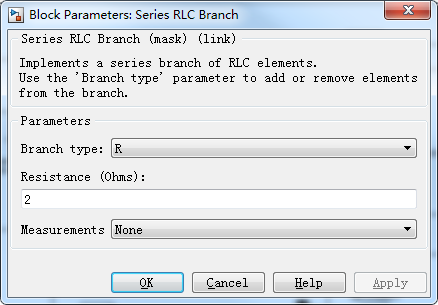 Block Parameters: Series RLC Branch
Series RLC Branch (mask) (link)
Implements a series branch of RLC elements.
Use the 'Branch type' parameter to add or remove elements
from the branch.
Parameters
Branch type: R
Resistance (Ohms):
2
Measurements None
OK Cancel Help Apply